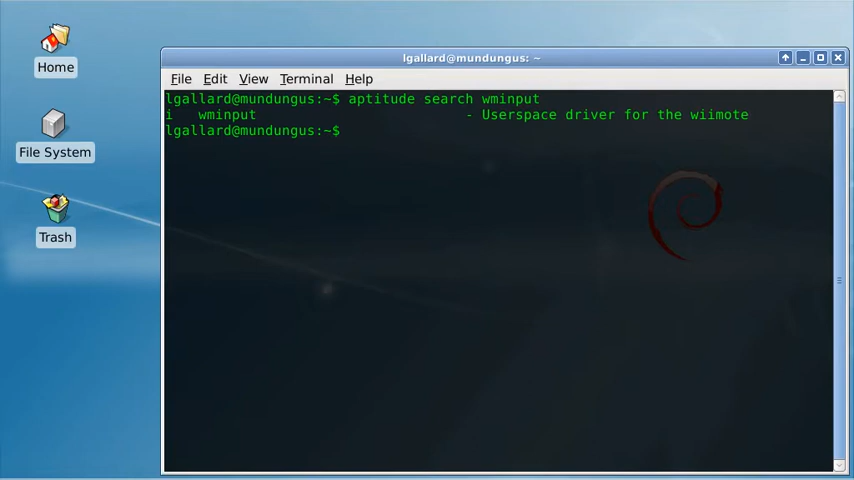 Home
File System
Trash
lgallard@mundungus: ~
File Edit View Terminal Help
lgallard@mundungus:~$ aptitude search wminput
i   wminput                          - Userspace driver for the wiimote
lgallard@mundungus:~$